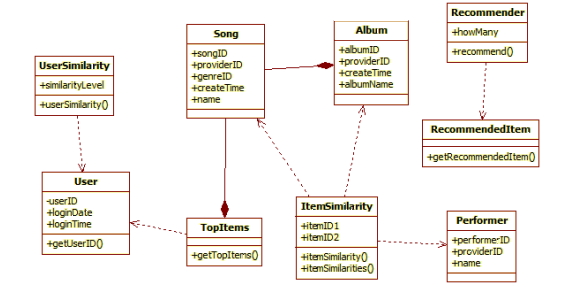 Song
+songID
+providerID
+genreID
+createTime
+name
Album
+albumID
+providerID
+createTime
+albumName
Recommender
+howMany
+recommend()
UserSimilarity
+similarityLevel
+userSimilarity()
RecommendedItem
+getRecommendedItem()
User
-userID
+loginDate
+loginTime
+getUserID()
TopItems
+getTopItems()
ItemSimilarity
+itemID1
+itemID2
+itemSimilarity()
+itemSimilarities()
Performer
+performerID
+providerID
+name